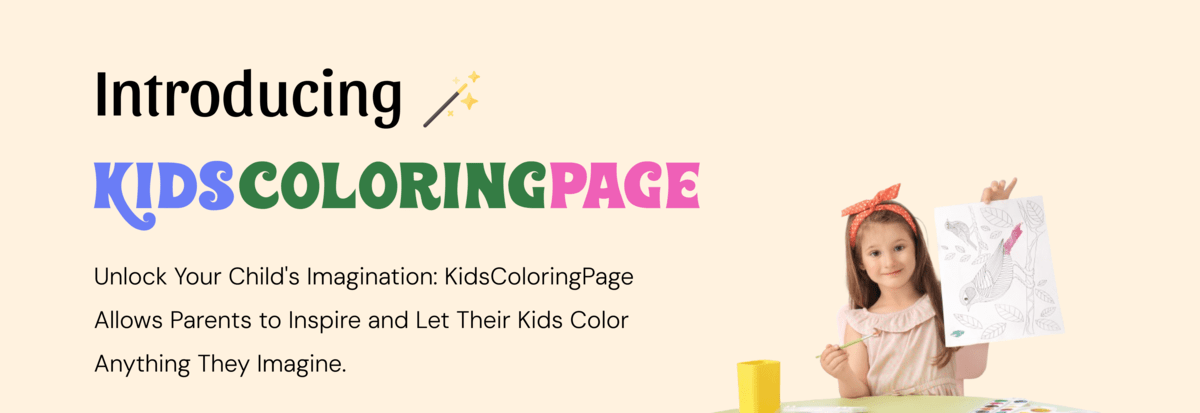 Introducing
KIDSCOLORINGPAGE
Unlock Your Child's Imagination: KidsColoringPage
Allows Parents to Inspire and Let Their Kids Color
Anything They Imagine.